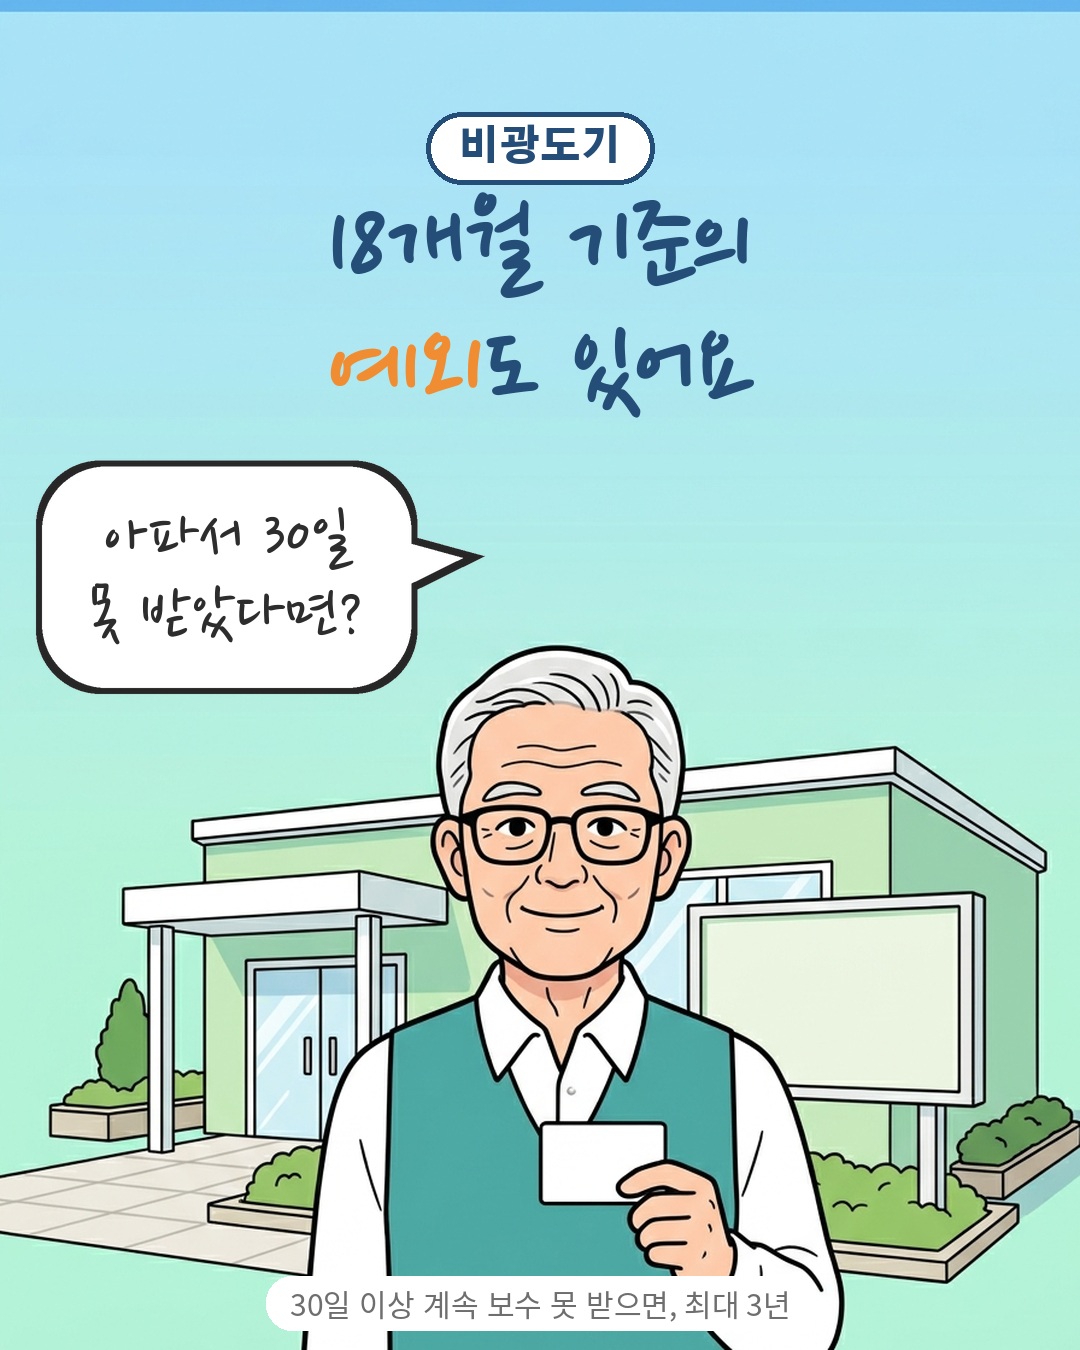 비광도기
18개월 기준의
예외도 있어요
아파서 30일
못 받았다면?
30일 이상 계속 보수 못 받으면, 최대 3년